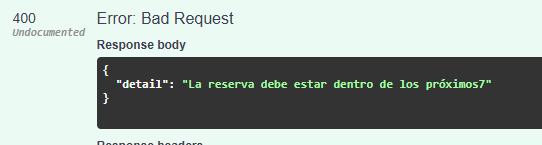 400
Undocumented
Error: Bad Request
Response body
{
"detail": "La reserva debe estar dentro de los próximos7"
}
Response headers